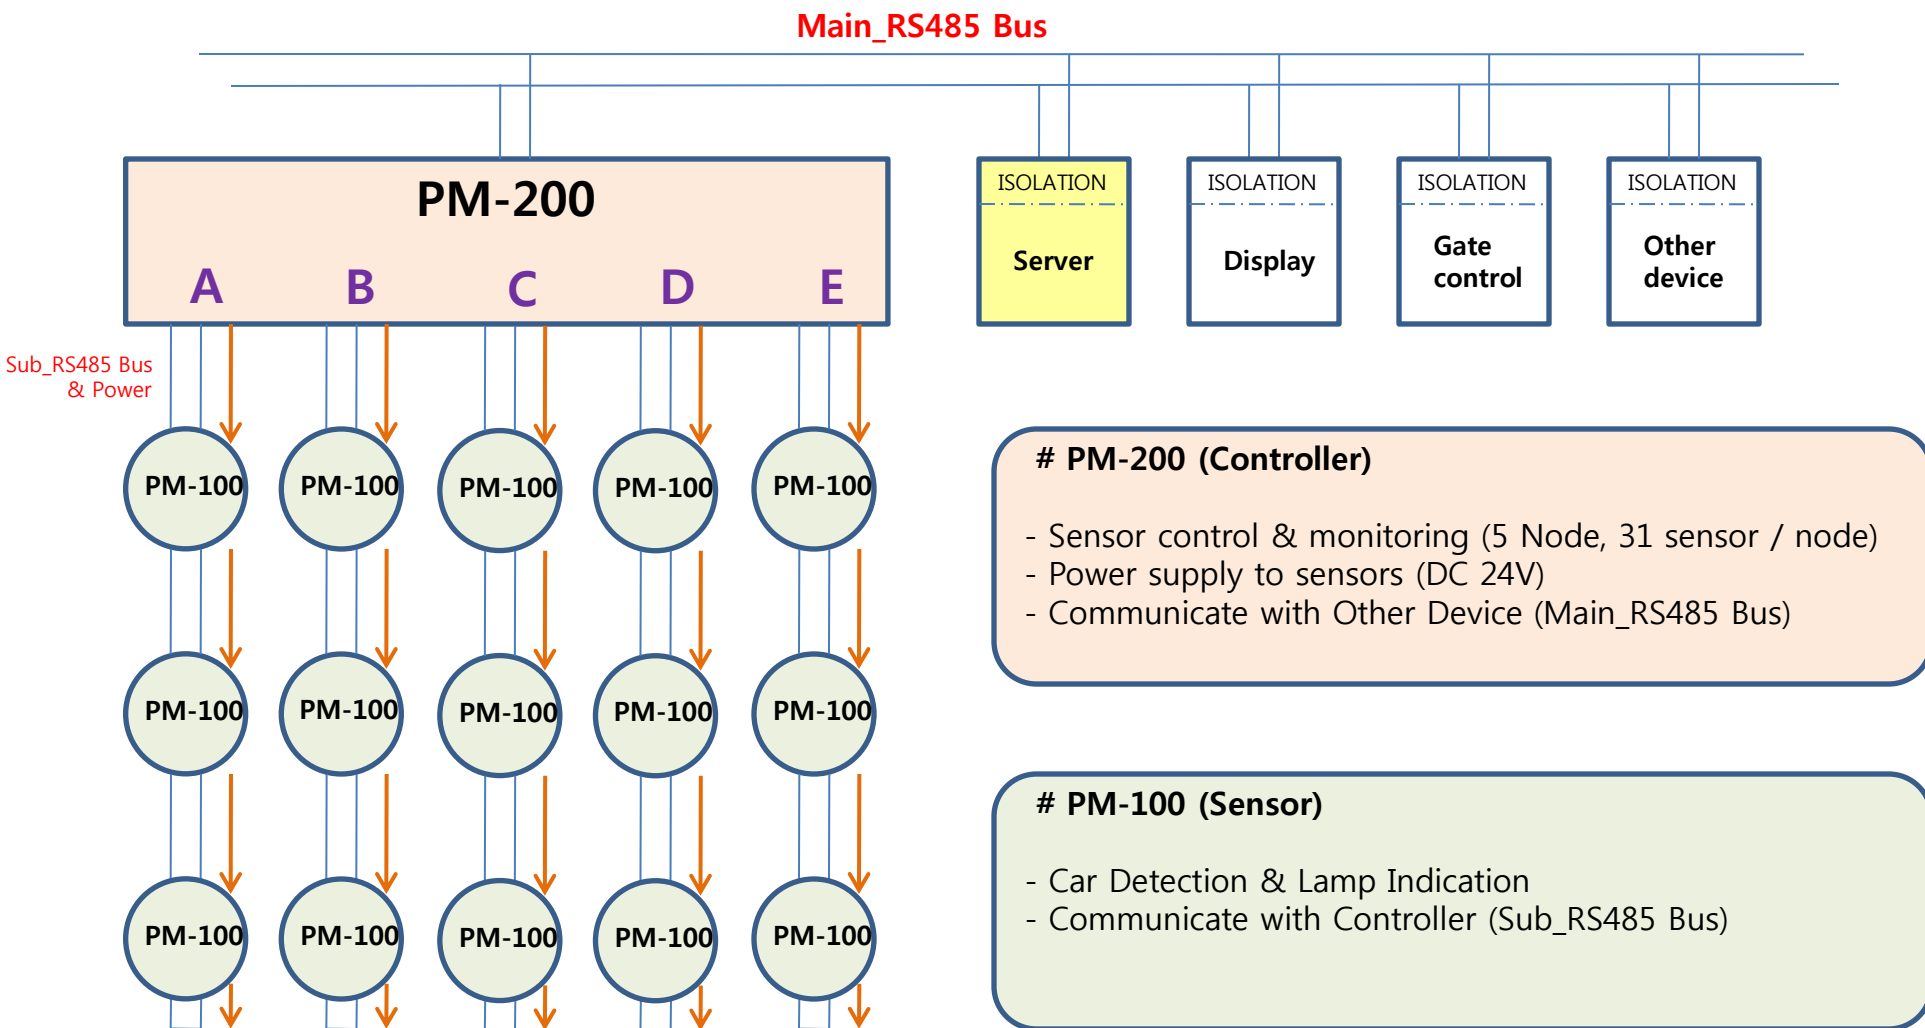 Main_RS485 Bus
PM-200
A B C D E
ISOLATION
Server
ISOLATION
Display
ISOLATION
Gate
control
ISOLATION
Other
device
Sub_RS485 Bus
& Power
PM-100 PM-100 PM-100 PM-100 PM-100
PM-100 PM-100 PM-100 PM-100 PM-100
PM-100 PM-100 PM-100 PM-100 PM-100
# PM-200 (Controller)
- Sensor control & monitoring (5 Node, 31 sensor / node)
- Power supply to sensors (DC 24V)
- Communicate with Other Device (Main_RS485 Bus)
# PM-100 (Sensor)
- Car Detection & Lamp Indication
- Communicate with Controller (Sub_RS485 Bus)